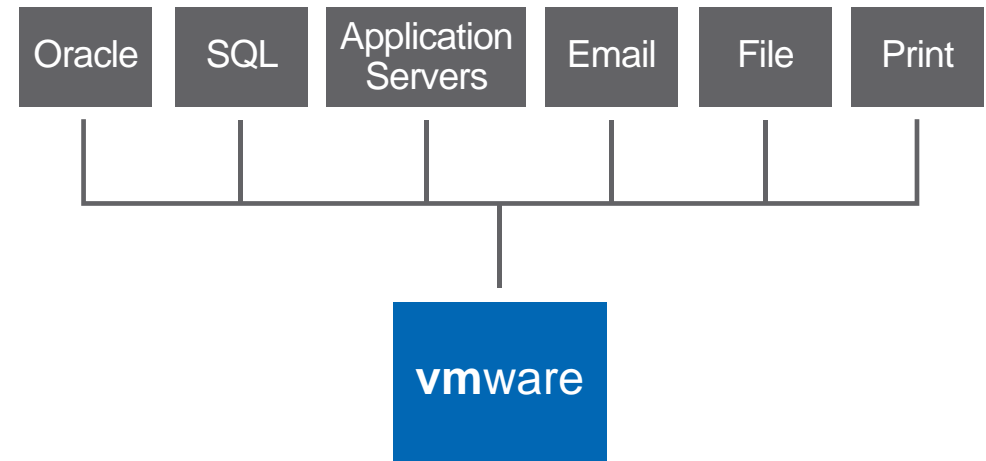 Oracle
SQL
Application
Servers
Email
File
Print
vmware